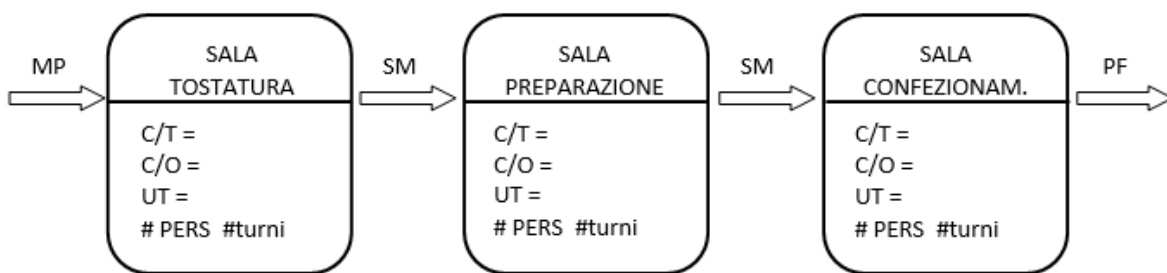 MP
SALA
TOSTATURA
C/T =
C/O =
UT =
# PERS #turni
SM
SALA
PREPARAZIONE
C/T =
C/O =
UT =
# PERS #turni
SM
SALA
CONFEZIONAM.
C/T =
C/O =
UT =
# PERS #turni
PF